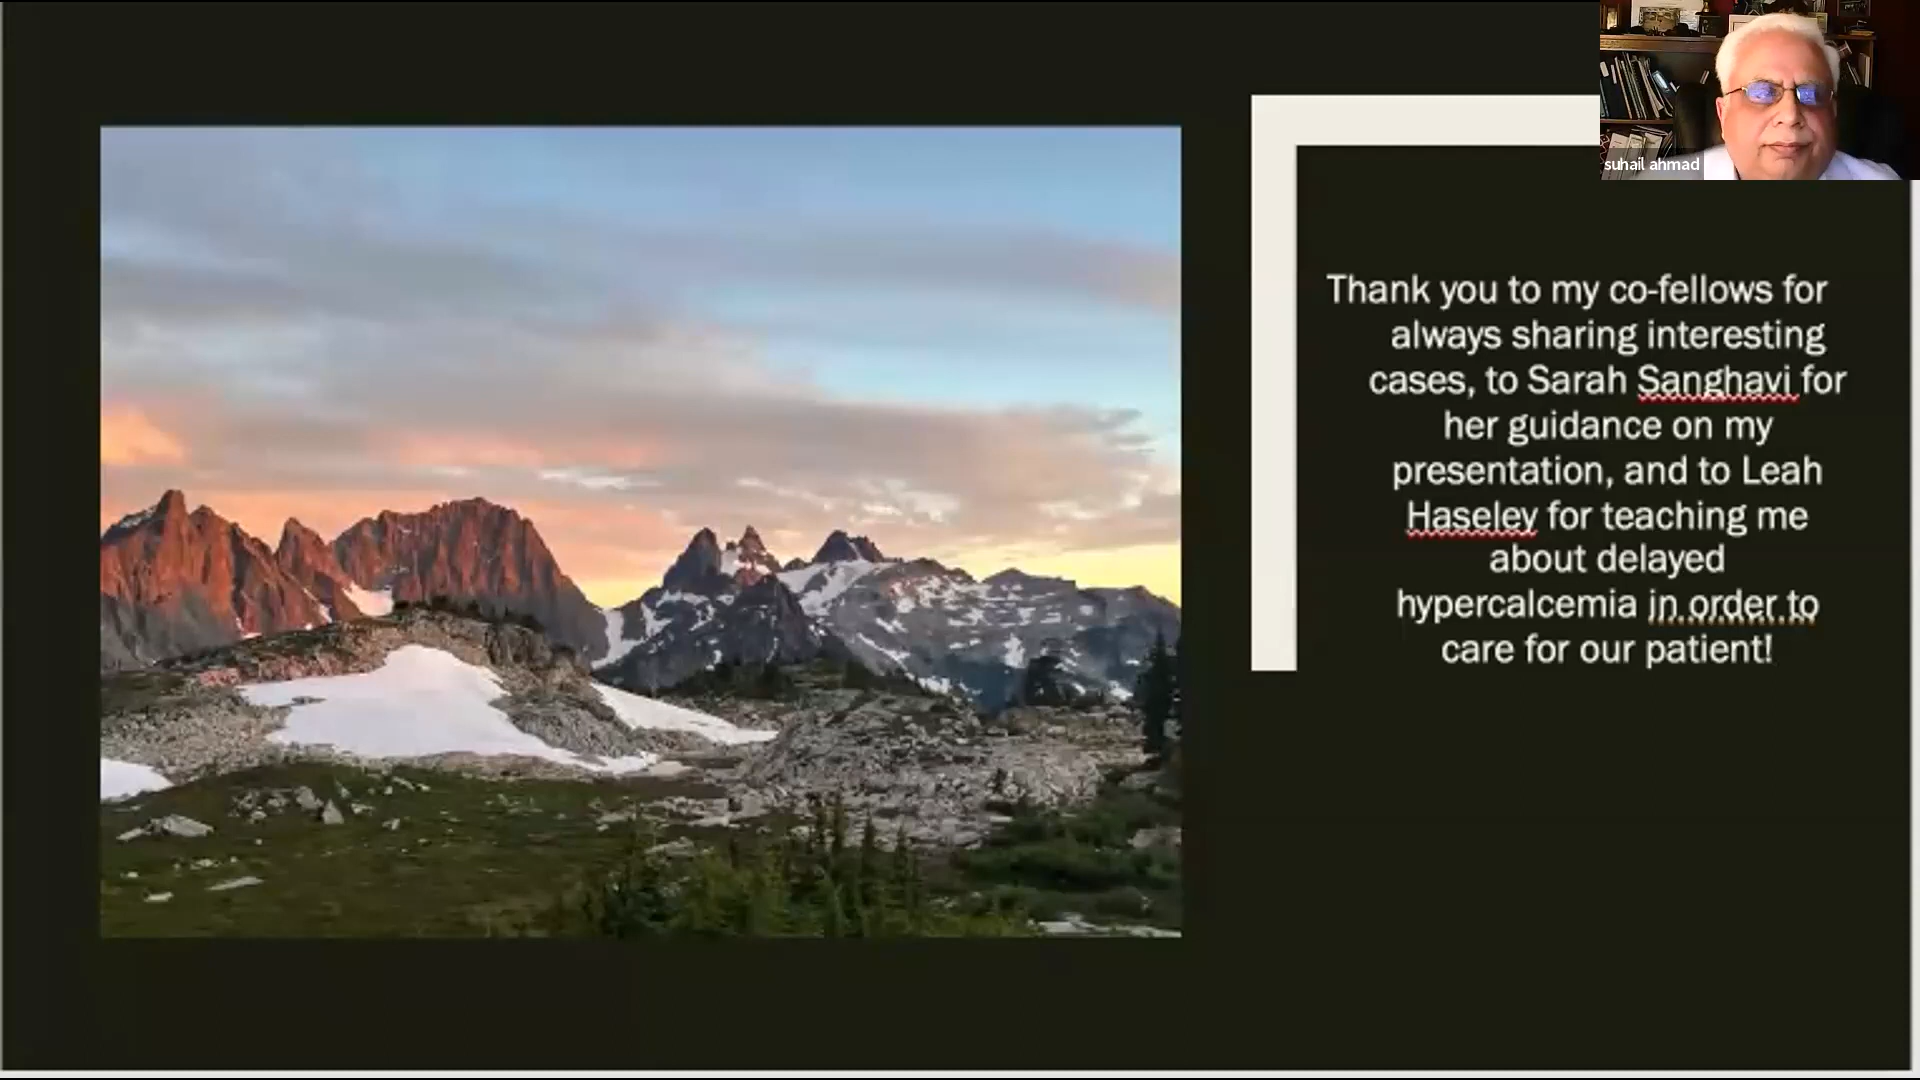 suhail ahmad
Thank you to my co-fellows for
always sharing interesting
cases, to Sarah Sanghavi for
her guidance on my
presentation, and to Leah
Haseley for teaching me
about delayed
hypercalcemia in order to
care for our patient!